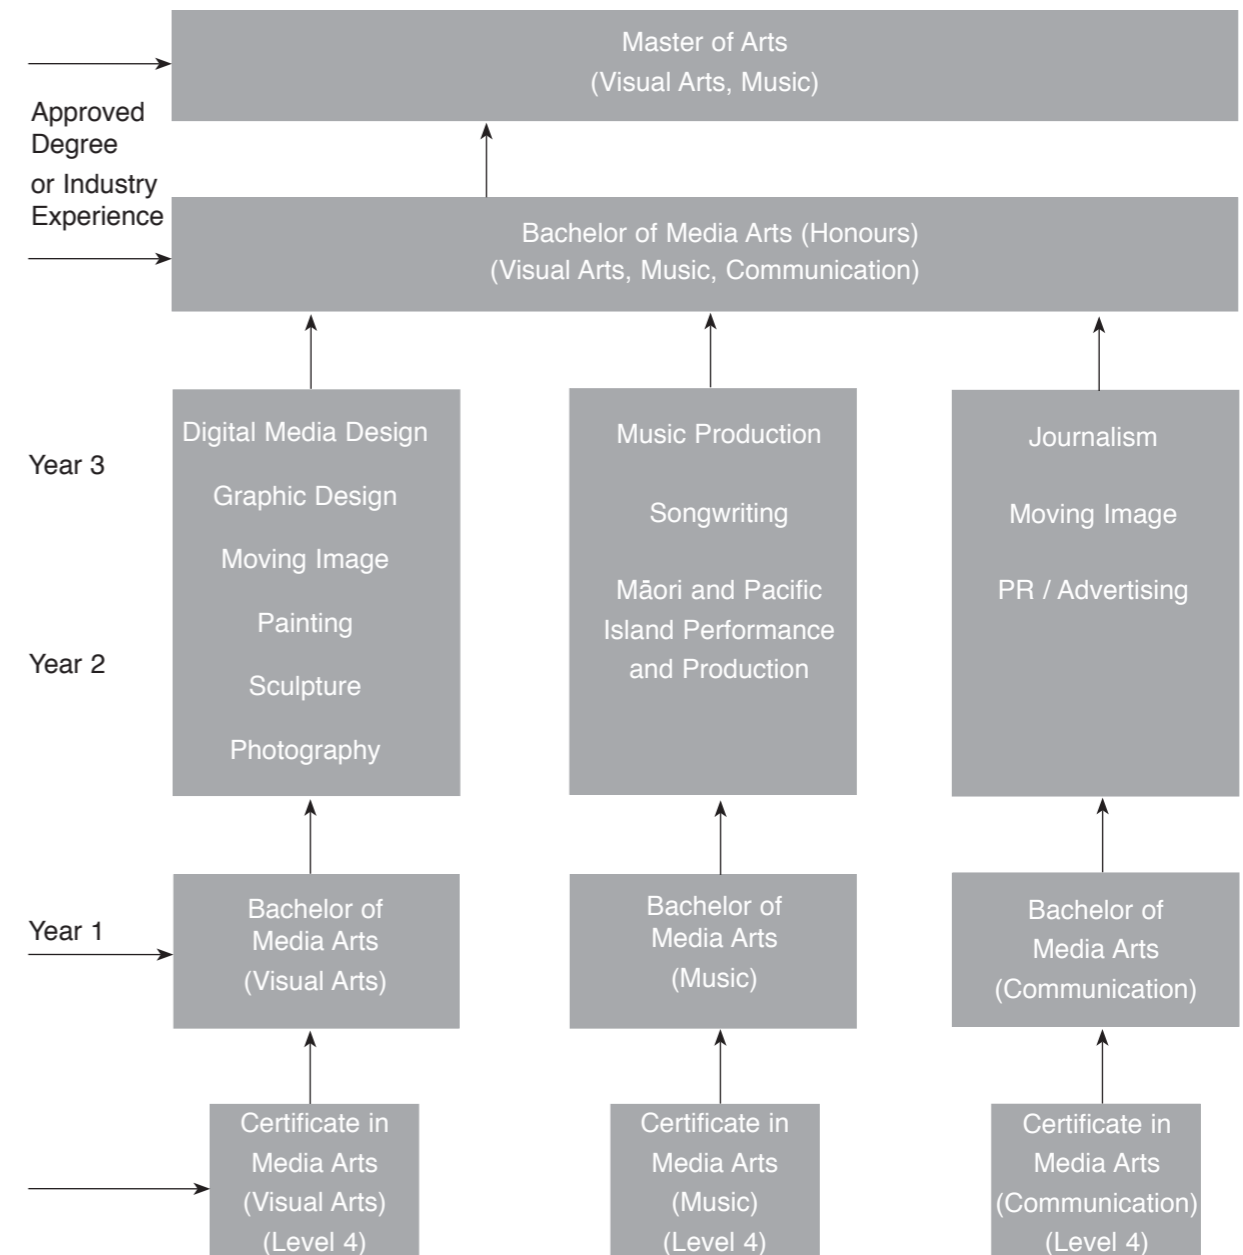 Master of Arts
(Visual Arts, Music)
Approved
Degree
or Industry
Experience
Bachelor of Media Arts (Honours)
(Visual Arts, Music, Communication)
Year 3
Year 2
Digital Media Design
Graphic Design
Moving Image
Painting
Sculpture
Photography
Music Production
Songwriting
Māori and Pacific
Island Performance
and Production
Journalism
Moving Image
PR / Advertising
Year 1
Bachelor of
Media Arts
(Visual Arts)
Bachelor of
Media Arts
(Music)
Bachelor of
Media Arts
(Communication)
Certificate in
Media Arts
(Visual Arts)
(Level 4)
Certificate in
Media Arts
(Music)
(Level 4)
Certificate in
Media Arts
(Communication)
(Level 4)